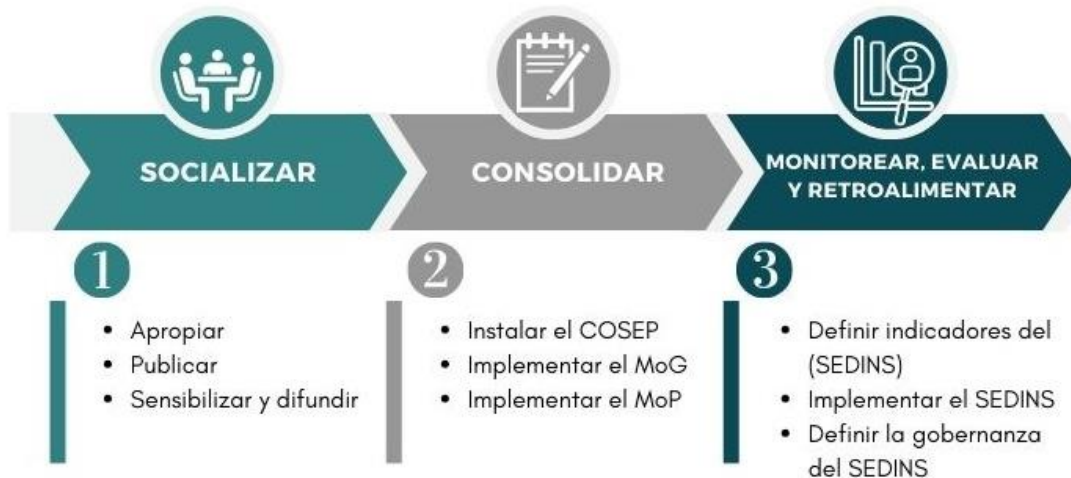 SOCIALIZAR
CONSOLIDAR
MONITOREAR, EVALUAR
Y RETROALIMENTAR
1
• Apropiar
• Publicar
• Sensibilizar y difundir
2
• Instalar el COSEP
• Implementar el MoG
• Implementar el MoP
3
• Definir indicadores del
(SEDINS)
• Implementar el SEDINS
• Definir la gobernanza
del SEDINS